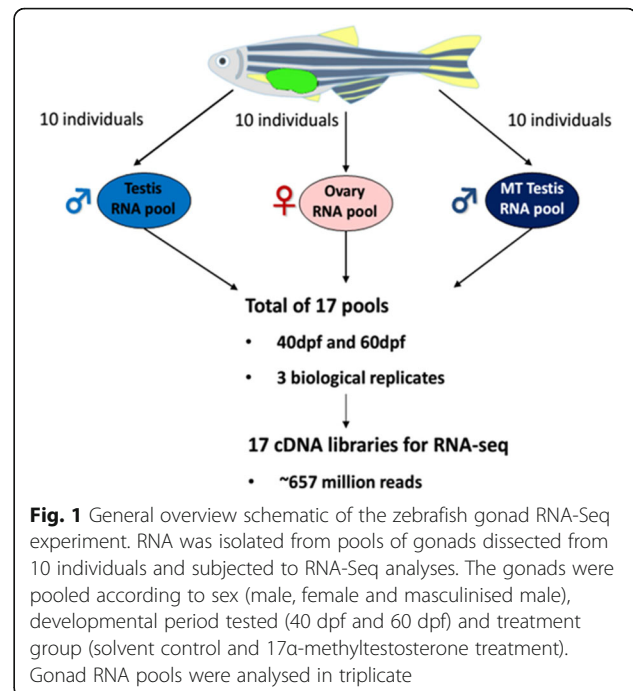 10 individuals
10 individuals
10 individuals
♂ Testis
RNA pool
♀ Ovary
RNA pool
♂ MT Testis
RNA pool
Total of 17 pools
• 40dpf and 60dpf
• 3 biological replicates
17 cDNA libraries for RNA-seq
• ~657 million reads
Fig. 1 General overview schematic of the zebrafish gonad RNA-Seq
experiment. RNA was isolated from pools of gonads dissected from
10 individuals and subjected to RNA-Seq analyses. The gonads were
pooled according to sex (male, female and masculinised male),
developmental period tested (40 dpf and 60 dpf) and treatment
group (solvent control and 17α-methyltestosterone treatment).
Gonad RNA pools were analysed in triplicate